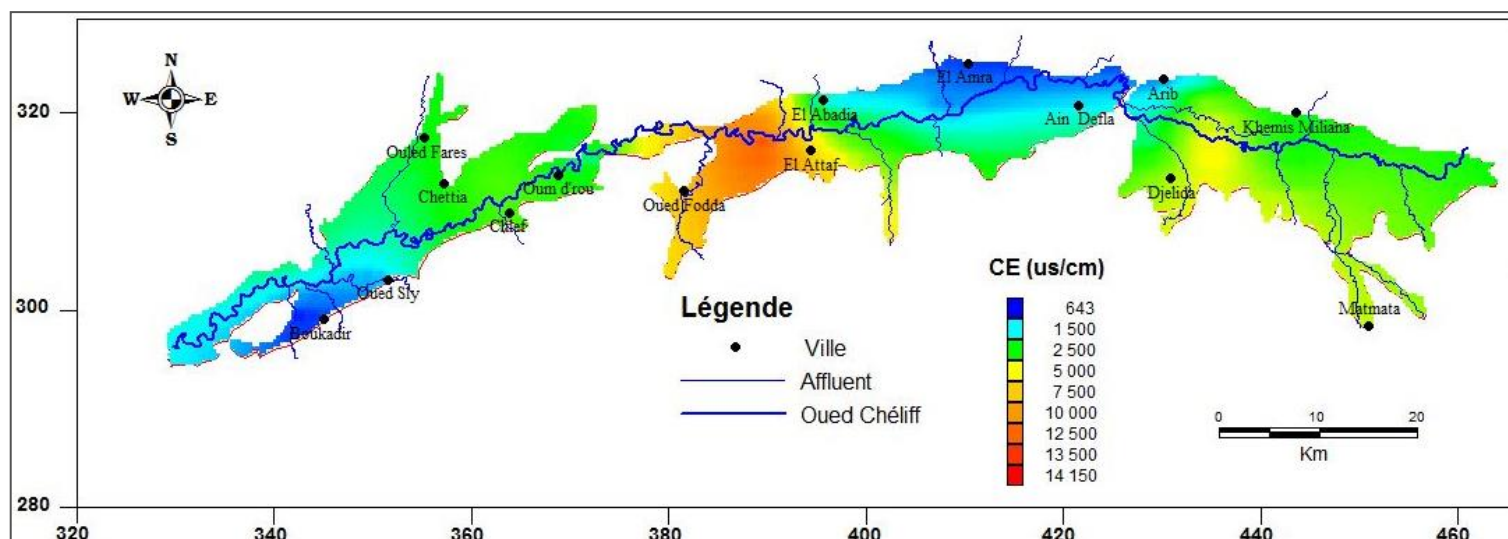 N
W E
S
320
300
280
320 340 360 380 400 420 440 460
El Amra
Arib
El Abadia
Ain Defla
Khemis Miliana
Ouled Fares
El Attaf
Chettia
Oum d'rou
Djelida
Oued Fodda
Chlef
Oued Sly
Boukadir
Matmata
Légende
Ville
Affluent
Oued Chéliff
CE (us/cm)
643
1 500
2 500
5 000
7 500
10 000
12 500
13 500
14 150
0 10 20
Km